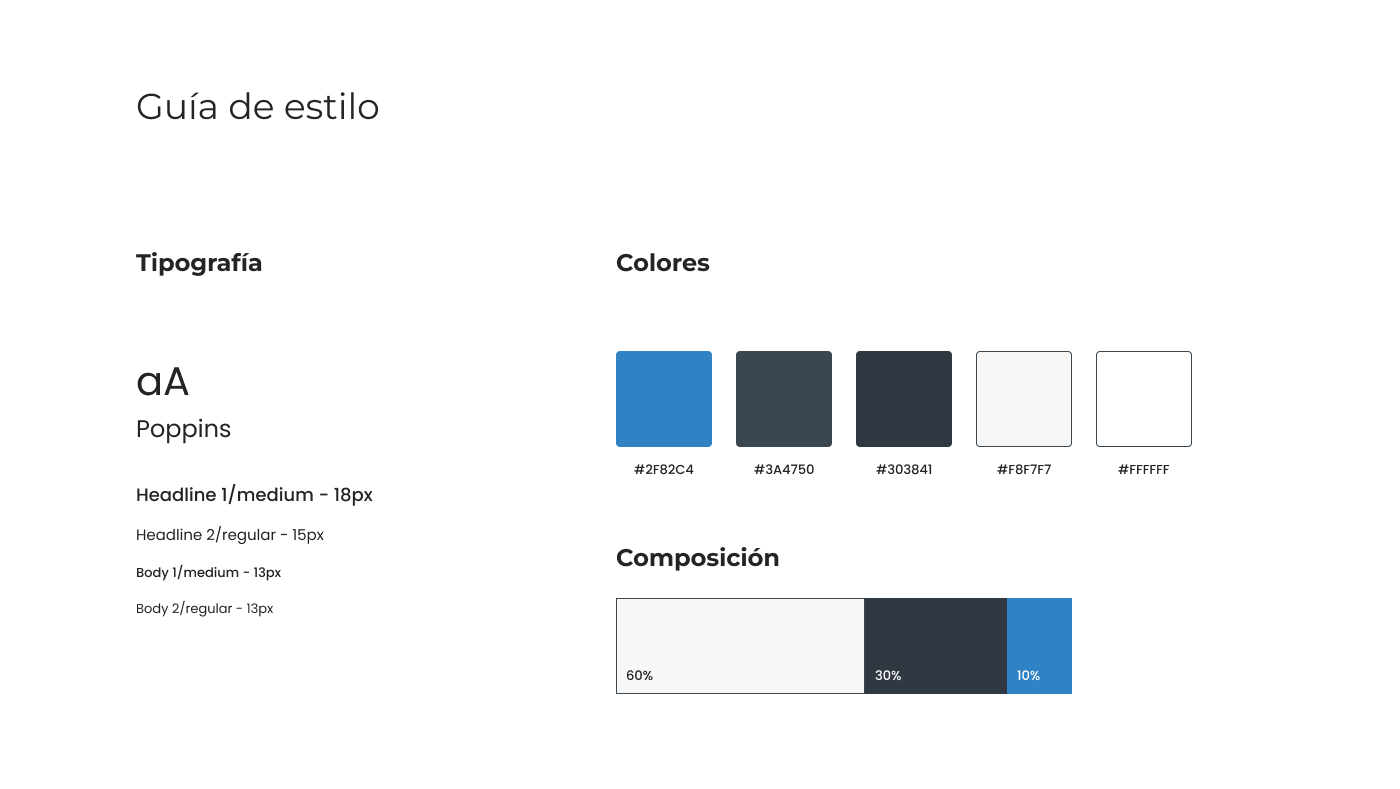 Guía de estilo
Tipografía
aA
Poppins
Headline 1/medium - 18px
Headline 2/regular - 15px
Body 1/medium - 13px
Body 2/regular - 13px
Colores
#2F82C4
#3A4750
#303841
#F8F7F7
#FFFFFF
Composición
60%
30%
10%